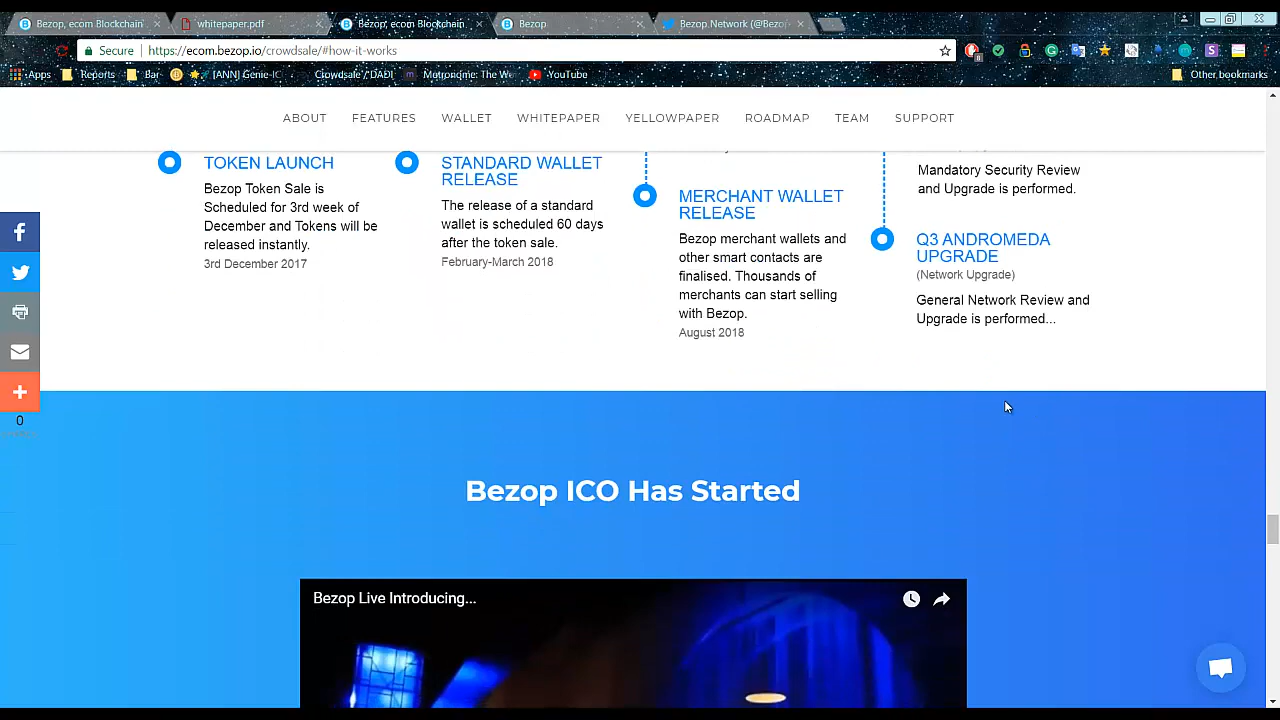 Bezop, ecom Blockchain
whitepaper.pdf
Bezop, ecom Blockchain
Bezop
Bezop.Network (@Bezo
Secure
https://ecom.bezop.io/crowdsale/#how-it-works
Apps
Reports
Bar
[ANN] Genie-IC
Crowdsale / DADI
Metronome: The W
YouTube
Other bookmarks
ABOUT
FEATURES
WALLET
WHITEPAPER
YELLOWPAPER
ROADMAP
TEAM
SUPPORT
TOKEN LAUNCH
Bezop Token Sale is
Scheduled for 3rd week of
December and Tokens will be
released instantly.
3rd December 2017
STANDARD WALLET
RELEASE
The release of a standard
wallet is scheduled 60 days
after the token sale.
February-March 2018
MERCHANT WALLET
RELEASE
Bezop merchant wallets and
other smart contacts are
finalised. Thousands of
merchants can start selling
with Bezop.
August 2018
Mandatory Security Review
and Upgrade is performed.
Q3 ANDROMEDA
UPGRADE
(Network Upgrade)
General Network Review and
Upgrade is performed...
0
Bezop ICO Has Started
Bezop Live Introducing...